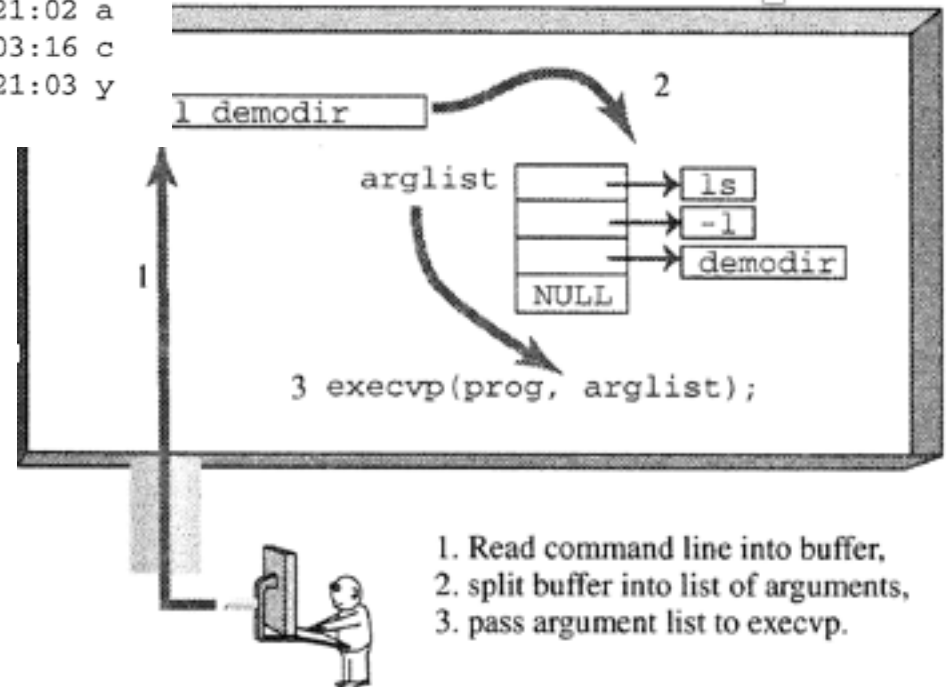 21:02 a
03:16 c
21:03 y
2
l demodir
arglist
ls
-l
demodir
NULL
1
3 execvp(prog, arglist);
1. Read command line into buffer,
2. split buffer into list of arguments,
3. pass argument list to execvp.